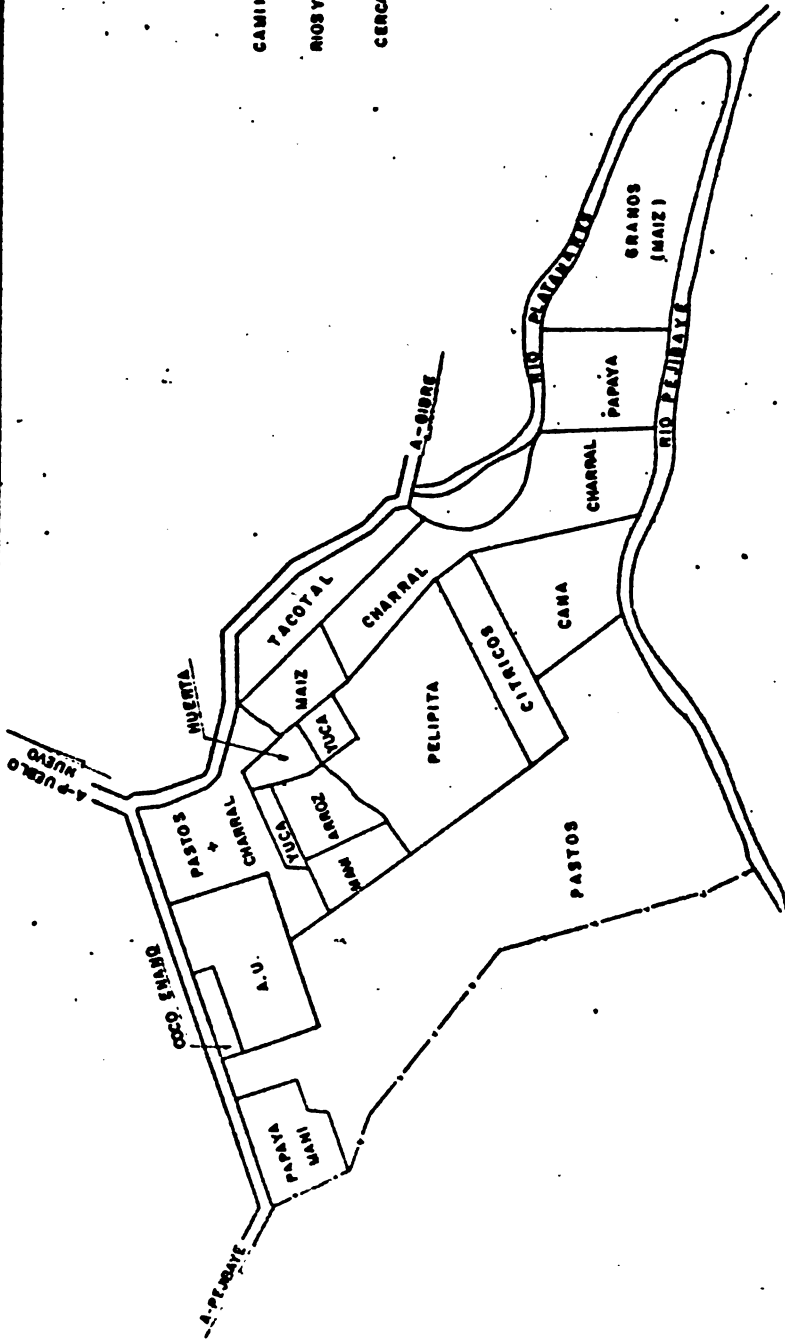 CAMI
RIOS Y
CERCA
A-PUEBLO
NUEVO
HUERTA
A-GIBRE
TACOTAL
CHARRAL
MAIZ
YUCA
PASTOS
+
CHARRAL
YUCA
ARROZ
MANI
PELIPITA
CITRICOS
CANA
CHARRAL
PAPAYA
GRANOS
(MAIZ)
RIO PLATANARES
RIO PEJIBAYE
PASTOS
A.U.
COCO ENANO
PAPAYA
MANI
A-PEJIBAYE